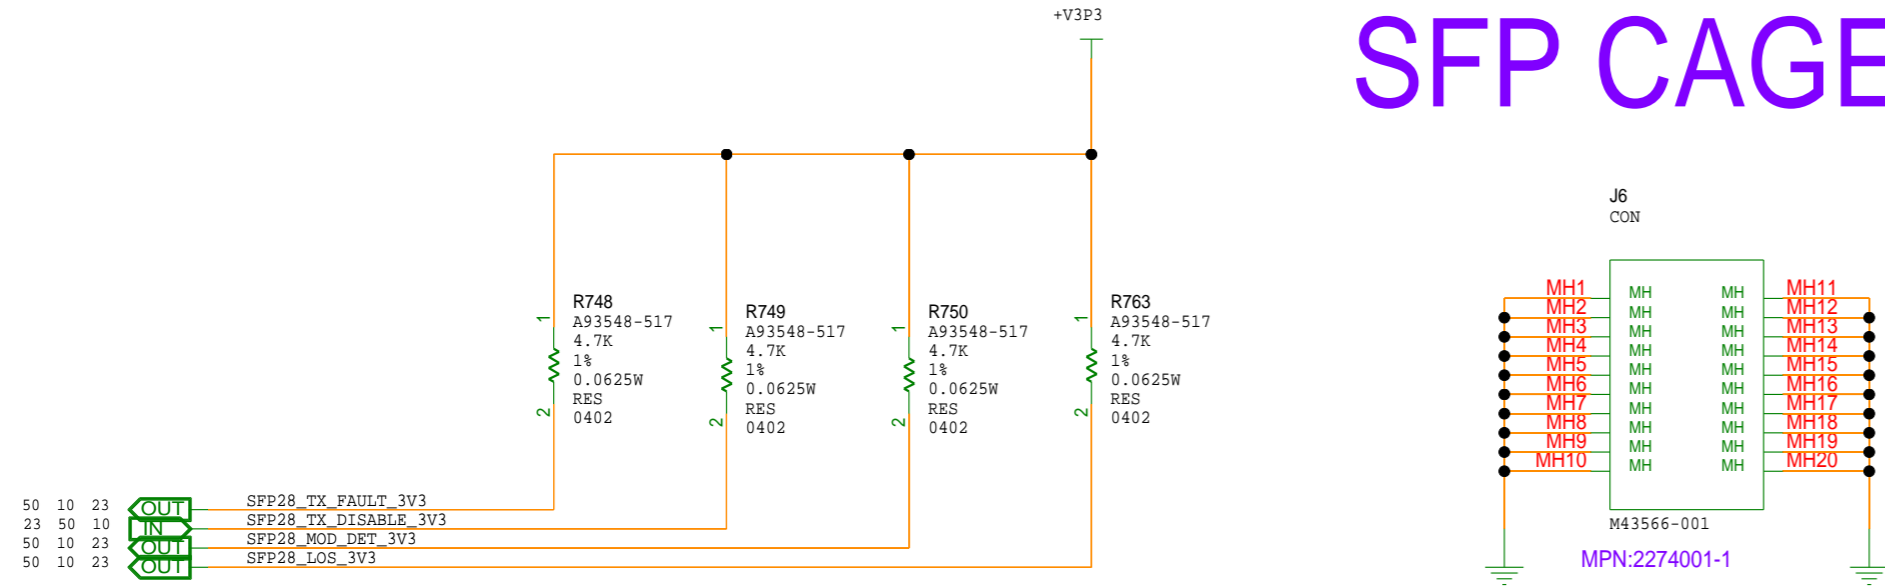 +V3P3
SFP CAGE
J6
CON
R748
A93548-517
4.7K
1%
0.0625W
RES
0402
1
2
R749
A93548-517
4.7K
1%
0.0625W
RES
0402
1
2
R750
A93548-517
4.7K
1%
0.0625W
RES
0402
1
2
R763
A93548-517
4.7K
1%
0.0625W
RES
0402
1
2
MH1 MH MH MH11
MH2 MH MH MH12
MH3 MH MH MH13
MH4 MH MH MH14
MH5 MH MH MH15
MH6 MH MH MH16
MH7 MH MH MH17
MH8 MH MH MH18
MH9 MH MH MH19
MH10 MH MH MH20
M43566-001
MPN:2274001-1
50 10 23 OUT SFP28_TX_FAULT_3V3
23 50 10 IN SFP28_TX_DISABLE_3V3
50 10 23 OUT SFP28_MOD_DET_3V3
50 10 23 OUT SFP28_LOS_3V3